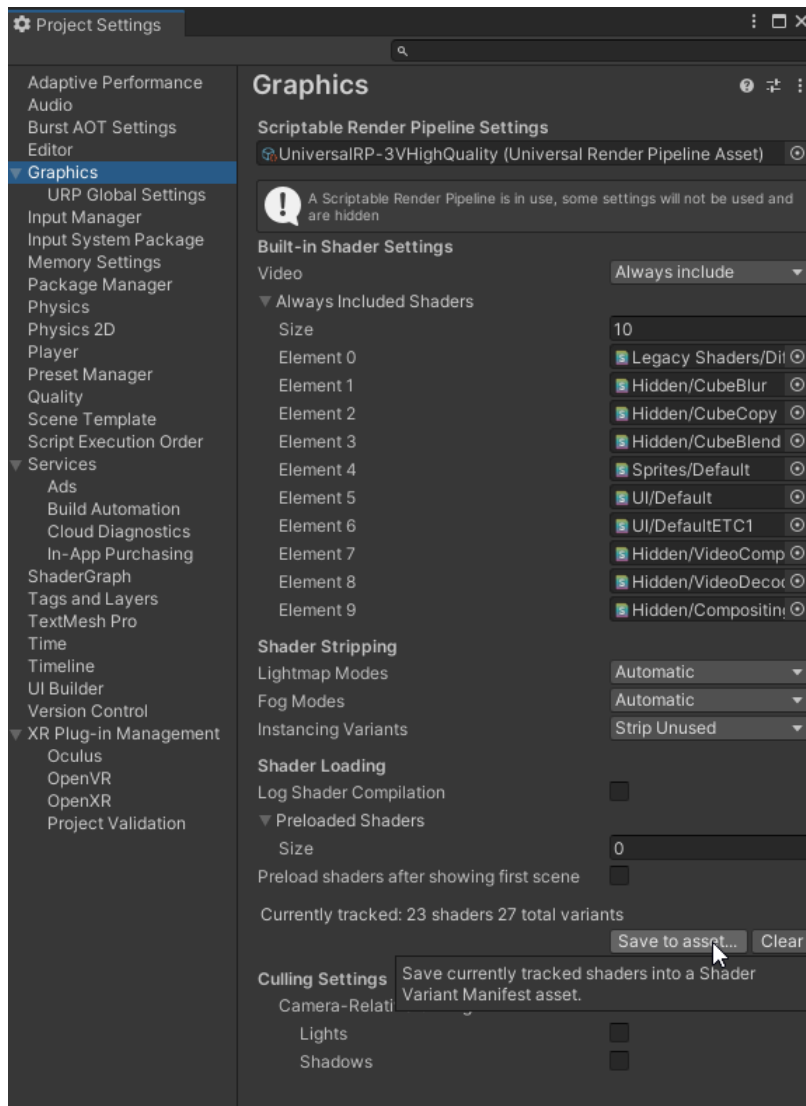 Project Settings
Adaptive Performance
Audio
Burst AOT Settings
Editor
Graphics
URP Global Settings
Input Manager
Input System Package
Memory Settings
Package Manager
Physics
Physics 2D
Player
Preset Manager
Quality
Scene Template
Script Execution Order
Services
Ads
Build Automation
Cloud Diagnostics
In-App Purchasing
ShaderGraph
Tags and Layers
TextMesh Pro
Time
Timeline
UI Builder
Version Control
XR Plug-in Management
Oculus
OpenVR
OpenXR
Project Validation
Graphics
Scriptable Render Pipeline Settings
UniversalRP-3VHighQuality (Universal Render Pipeline Asset)
A Scriptable Render Pipeline is in use, some settings will not be used and
are hidden
Built-in Shader Settings
Video Always include
Always Included Shaders
Size 10
Element 0 Legacy Shaders/Dif
Element 1 Hidden/CubeBlur
Element 2 Hidden/CubeCopy
Element 3 Hidden/CubeBlend
Element 4 Sprites/Default
Element 5 UI/Default
Element 6 UI/DefaultETC1
Element 7 Hidden/VideoComp
Element 8 Hidden/VideoDeco
Element 9 Hidden/Compositin
Shader Stripping
Lightmap Modes Automatic
Fog Modes Automatic
Instancing Variants Strip Unused
Shader Loading
Log Shader Compilation
Preloaded Shaders
Size 0
Preload shaders after showing first scene
Currently tracked: 23 shaders 27 total variants
Save to asset... Clear
Save currently tracked shaders into a Shader
Variant Manifest asset.
Culling Settings
Camera-Relati
Lights
Shadows